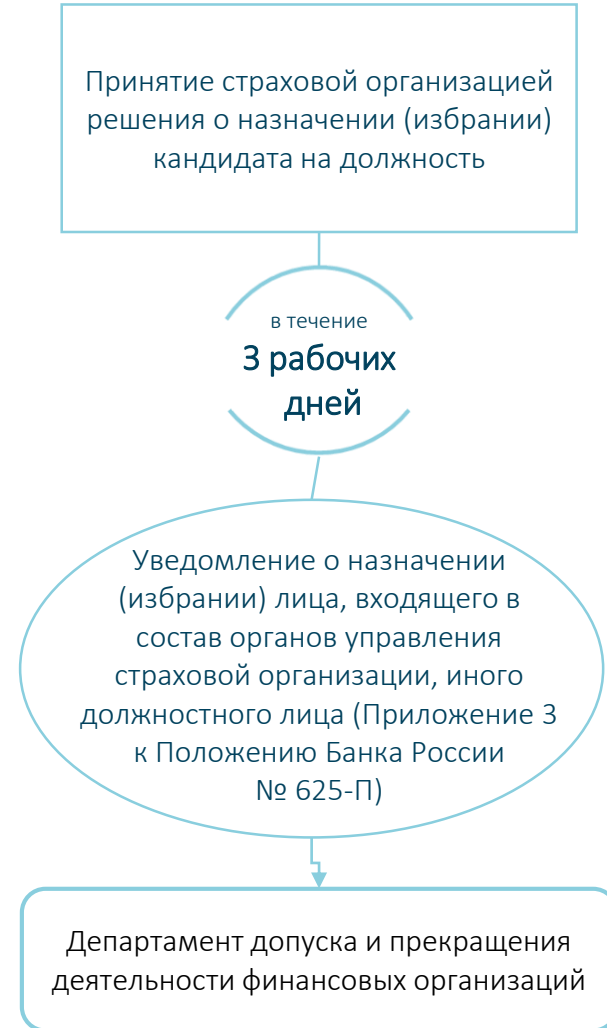 Принятие страховой организацией
решения о назначении (избрании)
кандидата на должность
в течение
3 рабочих
дней
Уведомление о назначении
(избрании) лица, входящего в
состав органов управления
страховой организации, иного
должностного лица (Приложение 3
к Положению Банка России
№ 625-П)
Департамент допуска и прекращения
деятельности финансовых организаций